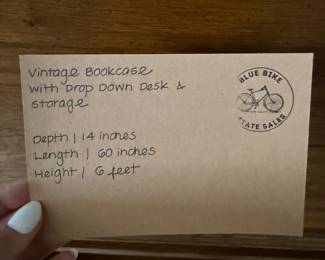 Vintage Bookcase
with Drop Down Desk &
Storage
Depth | 14 inches
Length | 60 inches
Height | 6 feet
BLUE BIKE
STATE SALES